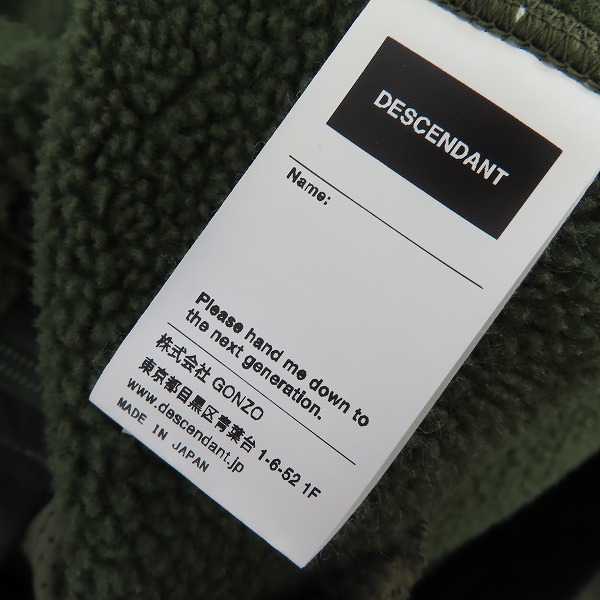 DESCENDANT
Name:
Please hand me down to
the next generation.
株式会社 GONZO
東京都目黒区青葉台 1-6-52 1F
www.descendant.jp
MADE IN JAPAN